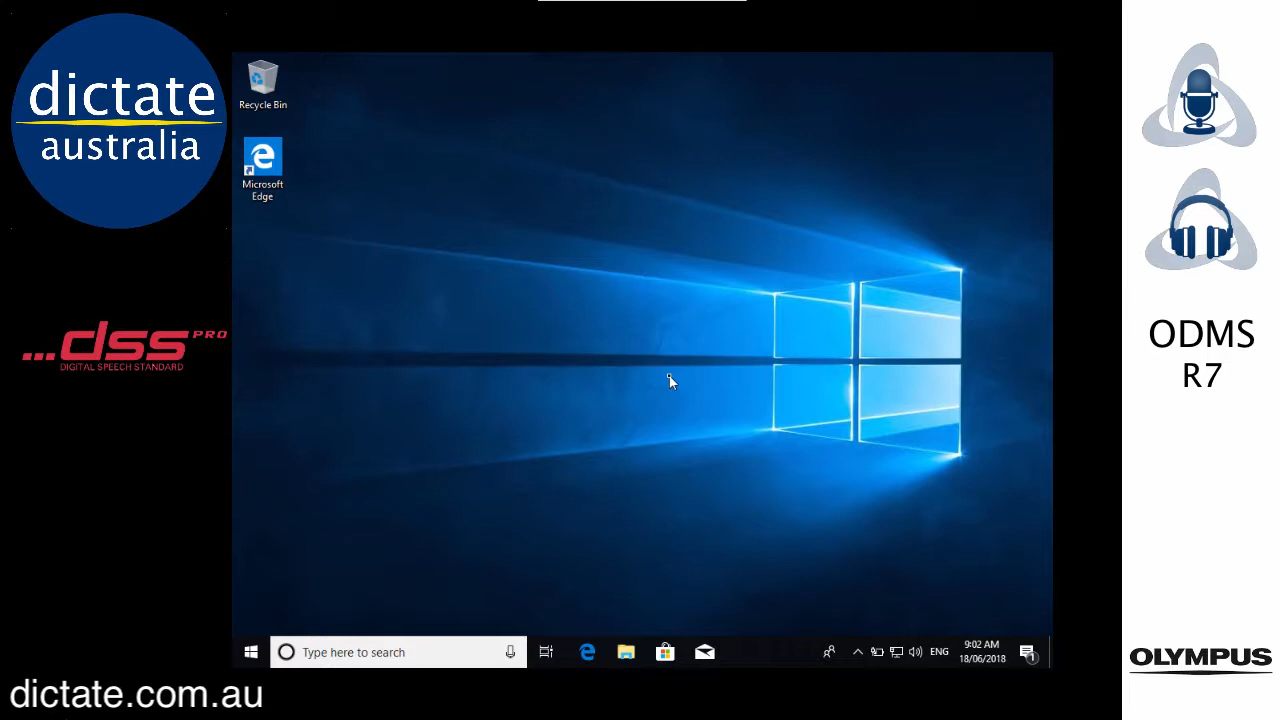 dictate
australia
...dss PRO
DIGITAL SPEECH STANDARD
dictate.com.au
Recycle Bin
Microsoft
Edge
Type here to search
ENG
9:02 AM
18/06/2018
1
ODMS
R7
OLYMPUS